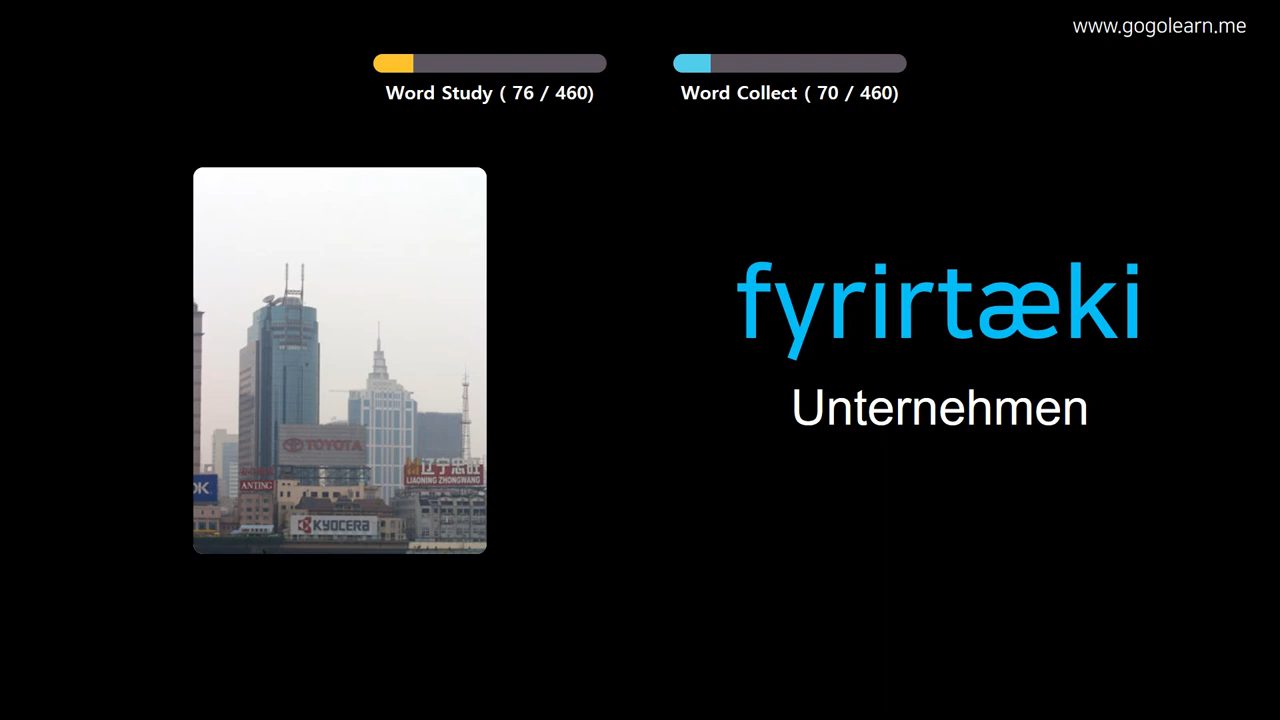 www.gogolearn.me
Word Study ( 76 / 460)
Word Collect ( 70 / 460)
fyrirtæki
Unternehmen
TOYOTA
辽宁忠旺
LIAONING ZHONGWANG
ANTING
OK
KYOCERA